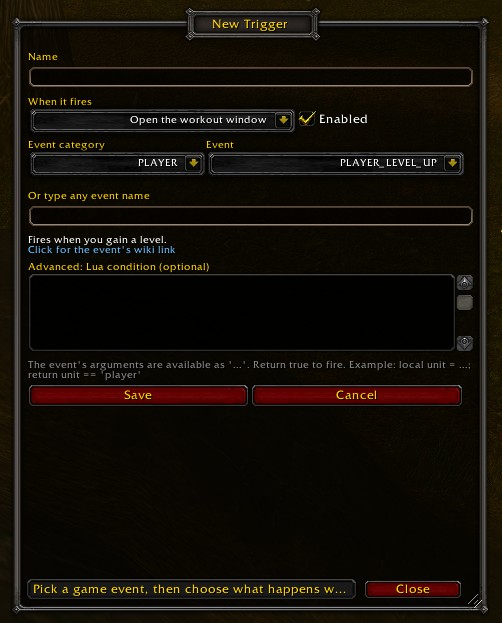 New Trigger
Name
When it fires
Open the workout window
Enabled
Event category
Event
PLAYER
PLAYER_LEVEL_UP
Or type any event name
Fires when you gain a level.
Click for the event's wiki link
Advanced: Lua condition (optional)
The event's arguments are available as '...'. Return true to fire. Example: local unit = ...;
return unit == 'player'
Save
Cancel
Pick a game event, then choose what happens w...
Close